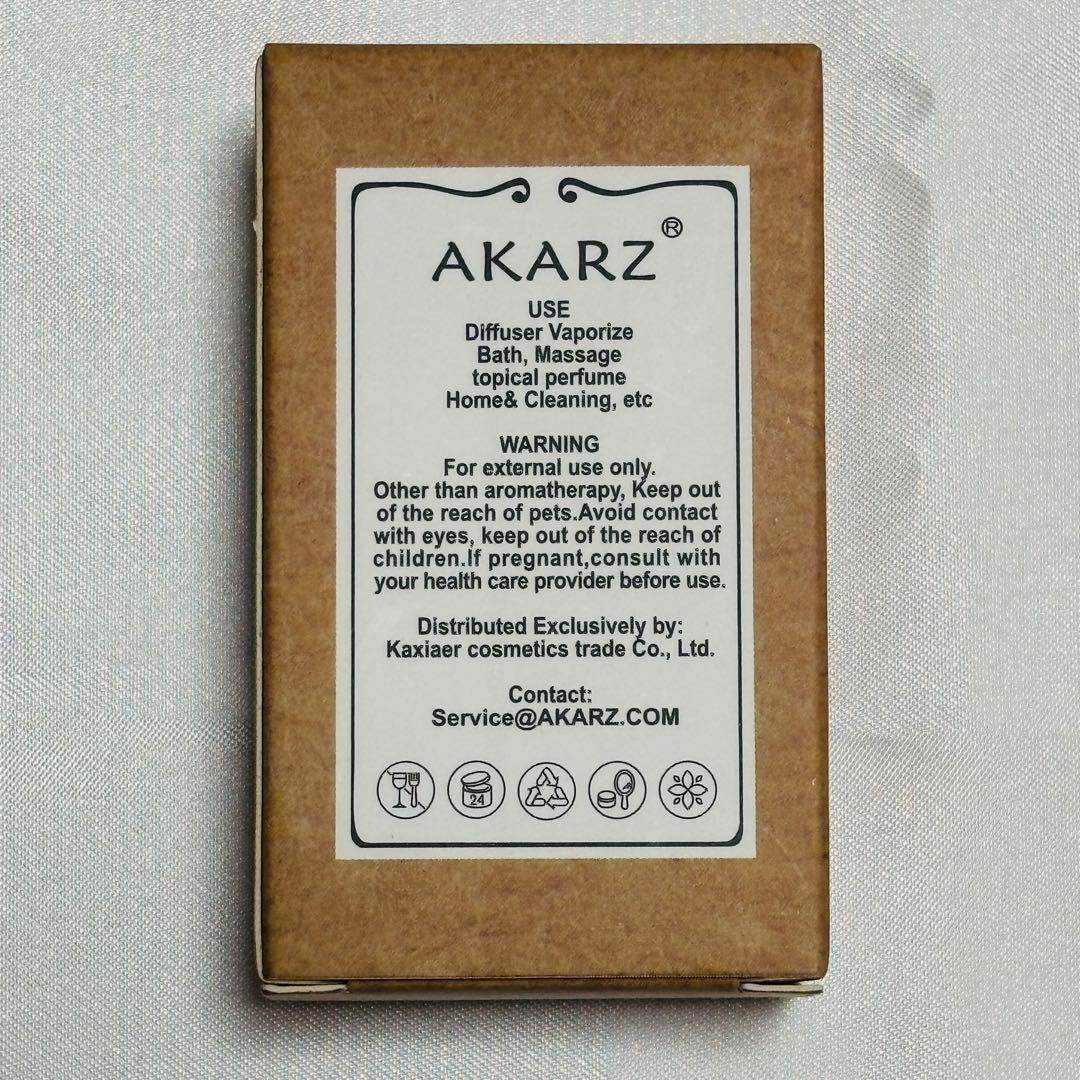 AKARZ®
USE
Diffuser Vaporize
Bath, Massage
topical perfume
Home& Cleaning, etc
WARNING
For external use only.
Other than aromatherapy, Keep out
of the reach of pets.Avoid contact
with eyes, keep out of the reach of
children.If pregnant,consult with
your health care provider before use.
Distributed Exclusively by:
Kaxiaer cosmetics trade Co., Ltd.
Contact:
Service@AKARZ.COM
24